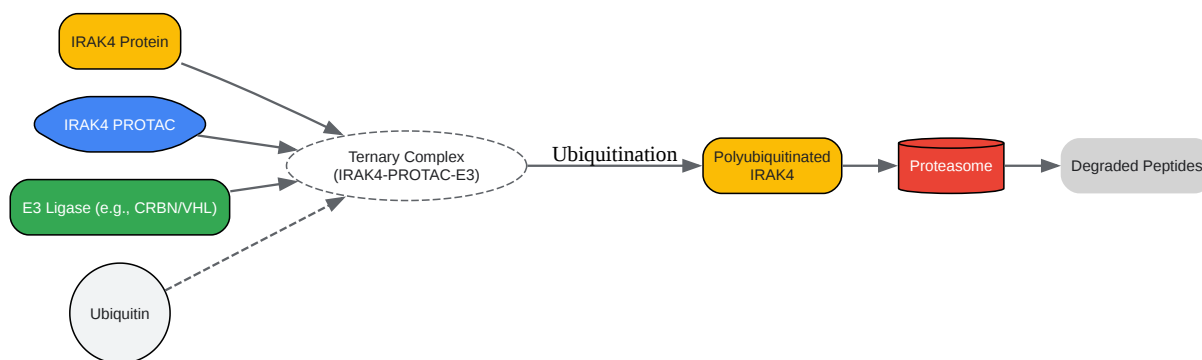 IRAK4 Protein
IRAK4 PROTAC
E3 Ligase (e.g., CRBN/VHL)
Ubiquitin
Ternary Complex
(IRAK4-PROTAC-E3)
Ubiquitination
Polyubiquitinated
IRAK4
Proteasome
Degraded Peptides